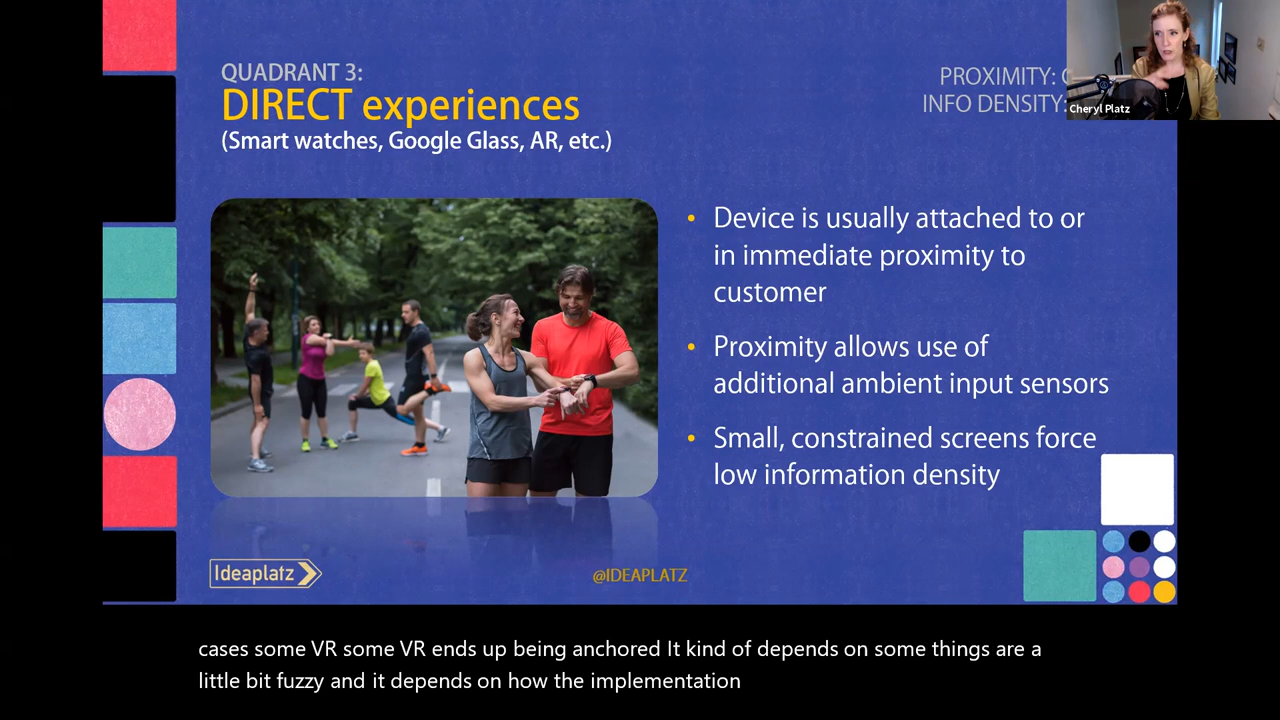 QUADRANT 3:
DIRECT experiences
(Smart watches, Google Glass, AR, etc.)
PROXIMITY:
INFO DENSITY:
Cheryl Platz
• Device is usually attached to or
in immediate proximity to
customer
• Proximity allows use of
additional ambient input sensors
• Small, constrained screens force
low information density
Ideaplatz
@IDEAPLATZ
cases some VR some VR ends up being anchored It kind of depends on some things are a
little bit fuzzy and it depends on how the implementation